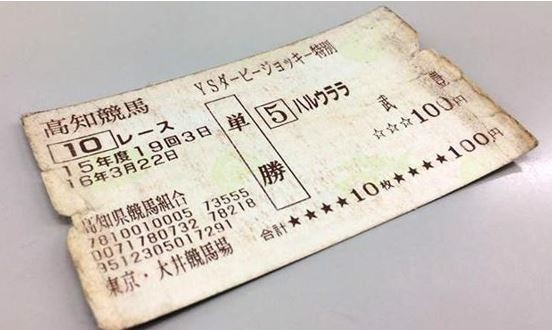 高知競馬
YSダービージョッキー特別
10レース
15年度19回3日
16年3月22日
単勝
5 ハルウララ
武 豊
☆☆☆100円
高知県競馬組合
7810010005 73555
0071780732 78218
9512305017291
東京・大井競馬場
合計★★★★10枚★★★★100円